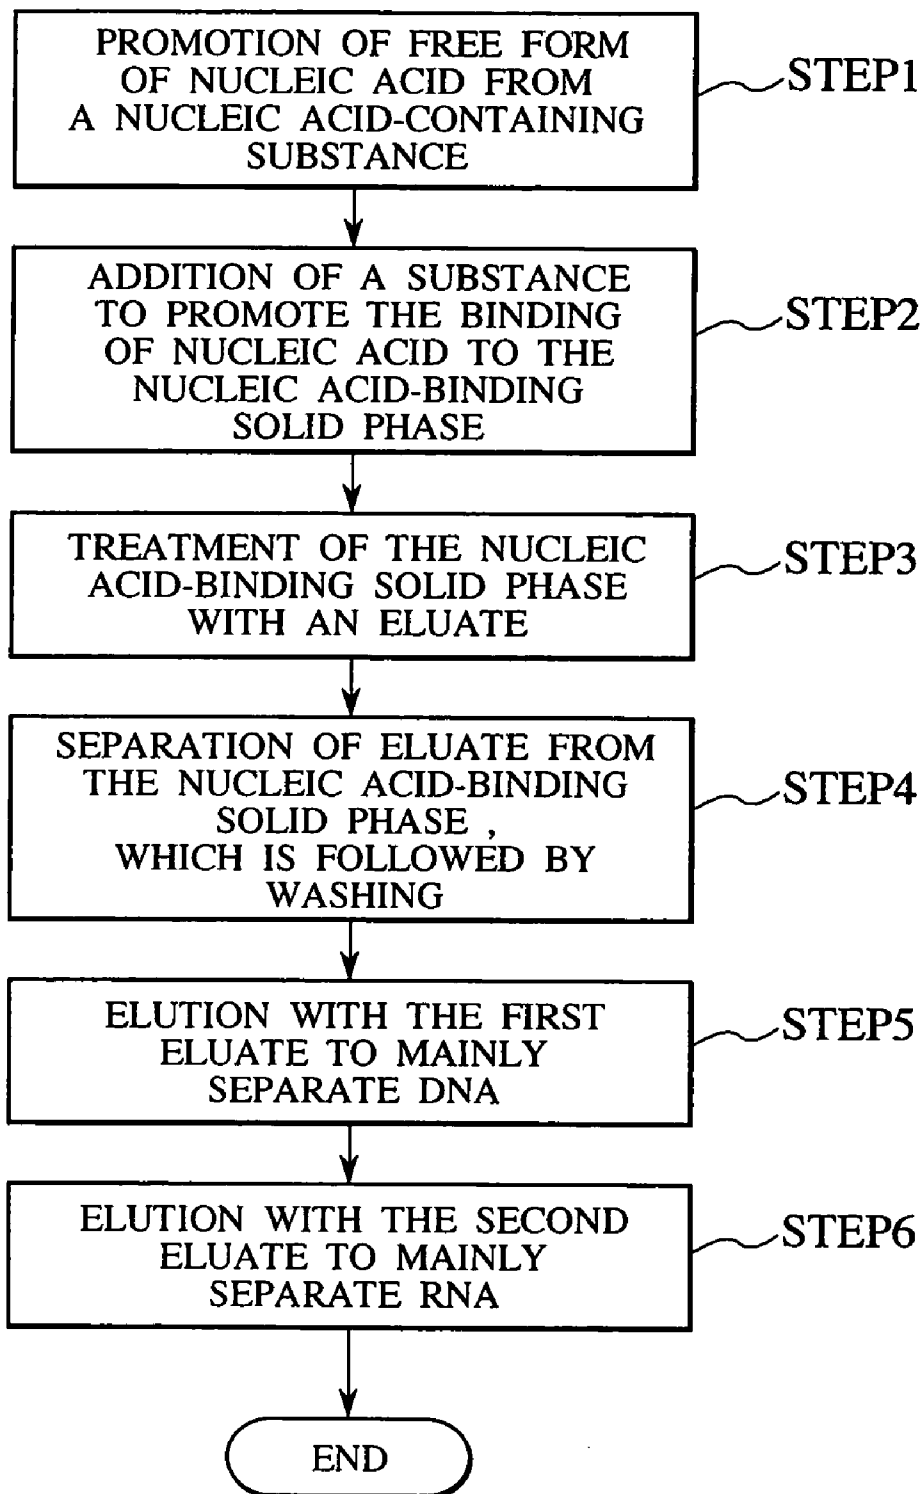 PROMOTION OF FREE FORM
OF NUCLEIC ACID FROM
A NUCLEIC ACID-CONTAINING
SUBSTANCE
STEP1
ADDITION OF A SUBSTANCE
TO PROMOTE THE BINDING
OF NUCLEIC ACID TO THE
NUCLEIC ACID-BINDING
SOLID PHASE
STEP2
TREATMENT OF THE NUCLEIC
ACID-BINDING SOLID PHASE
WITH AN ELUATE
STEP3
SEPARATION OF ELUATE FROM
THE NUCLEIC ACID-BINDING
SOLID PHASE ,
WHICH IS FOLLOWED BY
WASHING
STEP4
ELUTION WITH THE FIRST
ELUATE TO MAINLY
SEPARATE DNA
STEP5
ELUTION WITH THE SECOND
ELUATE TO MAINLY
SEPARATE RNA
STEP6
END